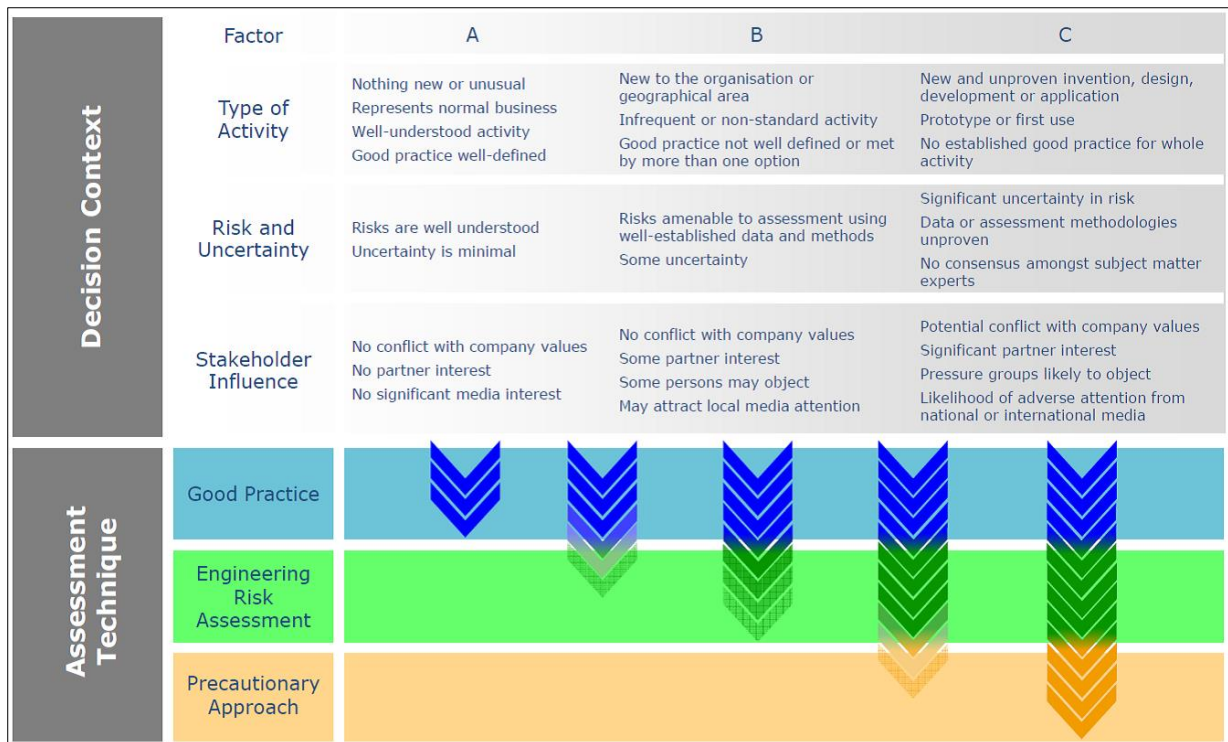 Decision Context
Factor
A
B
C
Type of
Activity
Nothing new or unusual
Represents normal business
Well-understood activity
Good practice well-defined
New to the organisation or
geographical area
Infrequent or non-standard activity
Good practice not well defined or met
by more than one option
New and unproven invention, design,
development or application
Prototype or first use
No established good practice for whole
activity
Risk and
Uncertainty
Risks are well understood
Uncertainty is minimal
Risks amenable to assessment using
well-established data and methods
Some uncertainty
Significant uncertainty in risk
Data or assessment methodologies
unproven
No consensus amongst subject matter
experts
Stakeholder
Influence
No conflict with company values
No partner interest
No significant media interest
No conflict with company values
Some partner interest
Some persons may object
May attract local media attention
Potential conflict with company values
Significant partner interest
Pressure groups likely to object
Likelihood of adverse attention from
national or international media
Assessment
Technique
Good Practice
Engineering
Risk
Assessment
Precautionary
Approach